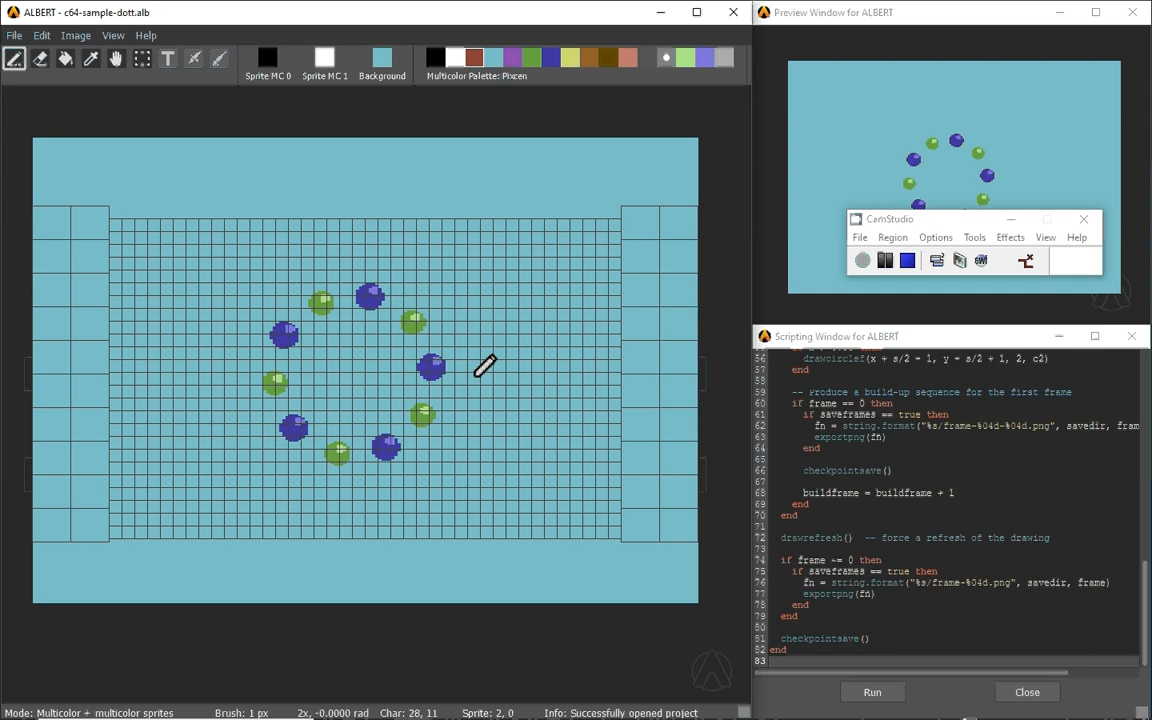 ALBERT - c64-sample-dott.alb
File Edit Image View Help
Sprite MC 0 Sprite MC 1 Background Multicolor Palette: Pixcen
Mode: Multicolor + multicolor sprites Brush: 1 px 2x, -0.0000 rad Char: 28, 11 Sprite: 2, 0 Info: Successfully opened project
Preview Window for ALBERT
CamStudio
File Region Options Tools Effects View Help
Scripting Window for ALBERT
56 drawcirclef(x + s/2 - 1, y - s/2 + 1, 2, c2)
57 end
58
59 -- Produce a build-up sequence for the first frame
60 if frame == 0 then
61 if saveframes == true then
62 fn = string.format("%s/frame-%04d-%04d.png", savedir, fram
63 exportpng(fn)
64 end
65
66 checkpointsave()
67
68 buildframe = buildframe + 1
69 end
70 end
71
72 drawrefresh() -- force a refresh of the drawing
73
74 if frame ~= 0 then
75 if saveframes == true then
76 fn = string.format("%s/frame-%04d.png", savedir, frame)
77 exportpng(fn)
78 end
79 end
80
81 checkpointsave()
82 end
83
Run Close